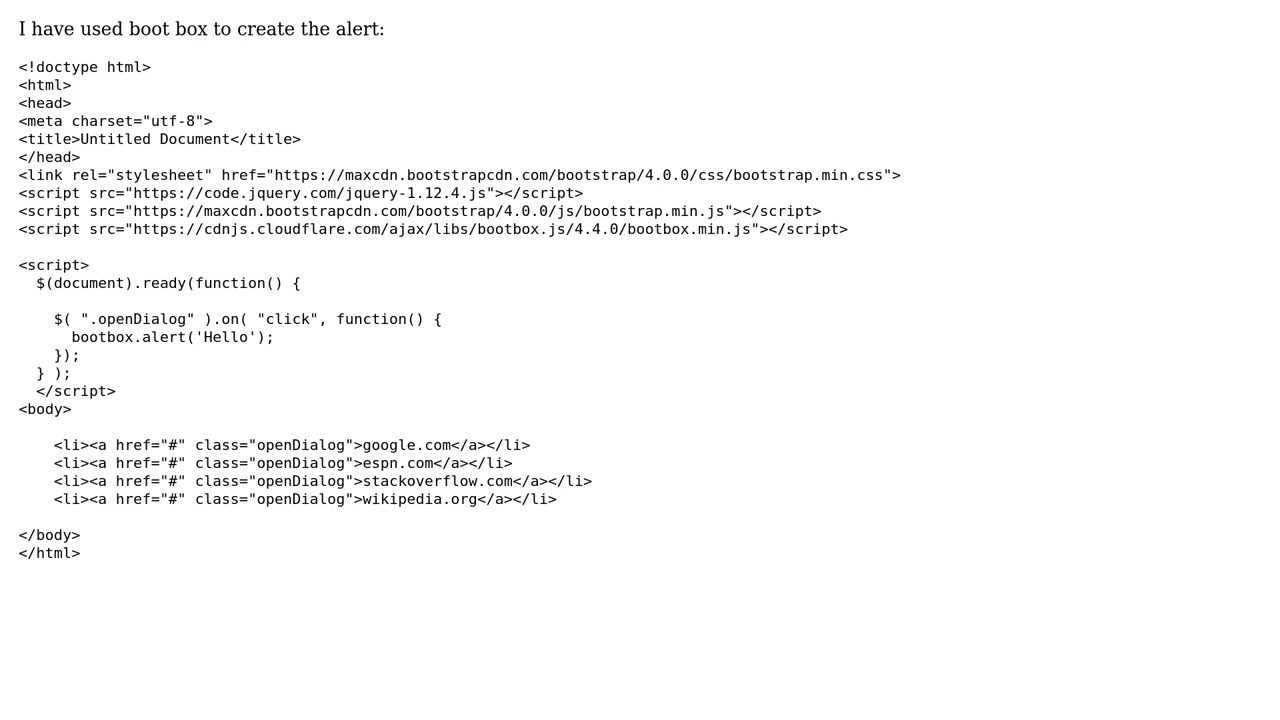 I have used boot box to create the alert:
<!doctype html>
<html>
<head>
<meta charset="utf-8">
<title>Untitled Document</title>
</head>
<link rel="stylesheet" href="https://maxcdn.bootstrapcdn.com/bootstrap/4.0.0/css/bootstrap.min.css">
<script src="https://code.jquery.com/jquery-1.12.4.js"></script>
<script src="https://maxcdn.bootstrapcdn.com/bootstrap/4.0.0/js/bootstrap.min.js"></script>
<script src="https://cdnjs.cloudflare.com/ajax/libs/bootbox.js/4.4.0/bootbox.min.js"></script>

<script>
  $(document).ready(function() {

    $( ".openDialog" ).on( "click", function() {
      bootbox.alert('Hello');
    });
  } );
  </script>
<body>

    <li><a href="#" class="openDialog">google.com</a></li>
    <li><a href="#" class="openDialog">espn.com</a></li>
    <li><a href="#" class="openDialog">stackoverflow.com</a></li>
    <li><a href="#" class="openDialog">wikipedia.org</a></li>

</body>
</html>